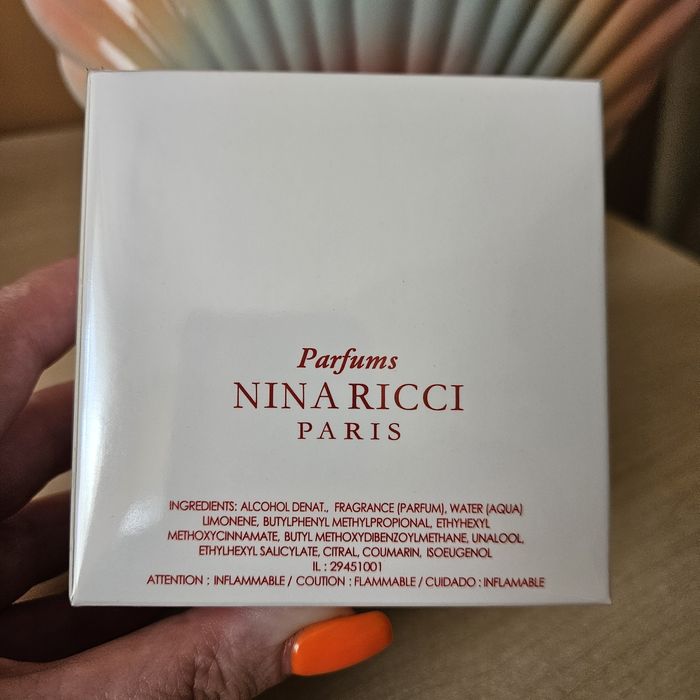 Parfums
NINA RICCI
PARIS
INGREDIENTS: ALCOHOL DENAT., FRAGRANCE (PARFUM), WATER (AQUA)
LIMONENE, BUTYLPHENYL METHYLPROPIONAL, ETHYHEXYL
METHOXYCINNAMATE, BUTYL METHOXYDIBENZOYLMETHANE, UNALOOL,
ETHYLHEXYL SALICYLATE, CITRAL, COUMARIN, ISOEUGENOL
IL : 29451001
ATTENTION : INFLAMMABLE / COUTION : FLAMMABLE / CUIDADO : INFLAMABLE